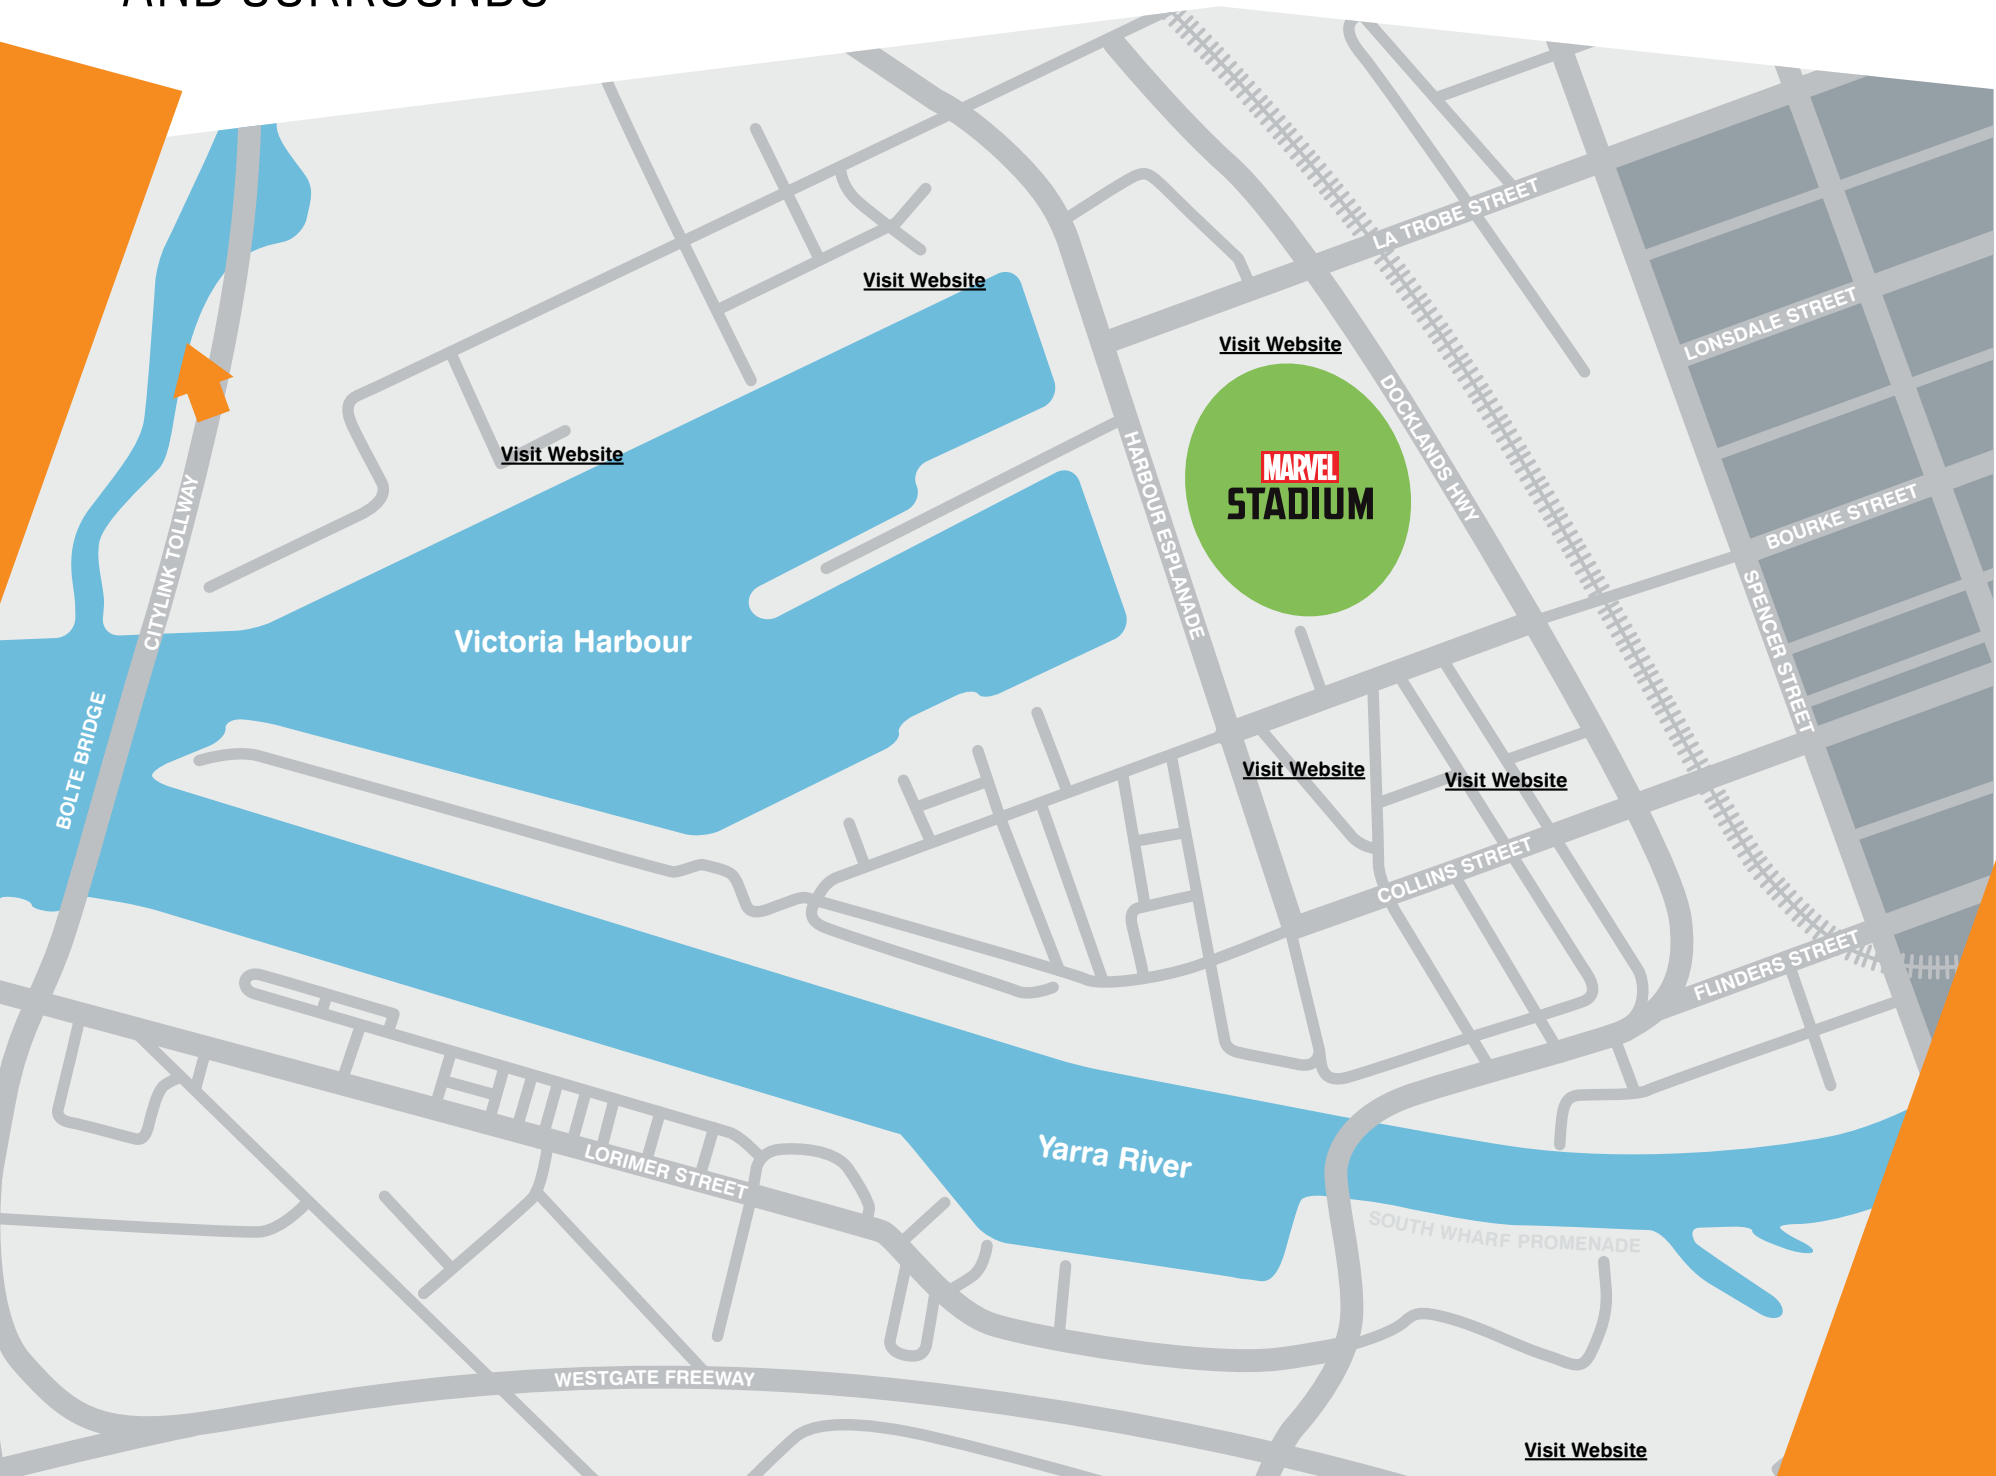 AND SURROUNDS
LA TROBE STREET
Visit Website
LONSDALE STREET
Visit Website
DOCKLANDS HWY
HARBOUR ESPLANADE
MARVEL
STADIUM
Visit Website
CITYLINK TOLLWAY
BOURKE STREET
SPENCER STREET
Victoria Harbour
BOLTE BRIDGE
Visit Website
Visit Website
COLLINS STREET
FLINDERS STREET
LORIMER STREET
Yarra River
SOUTH WHARF PROMENADE
WESTGATE FREEWAY
Visit Website